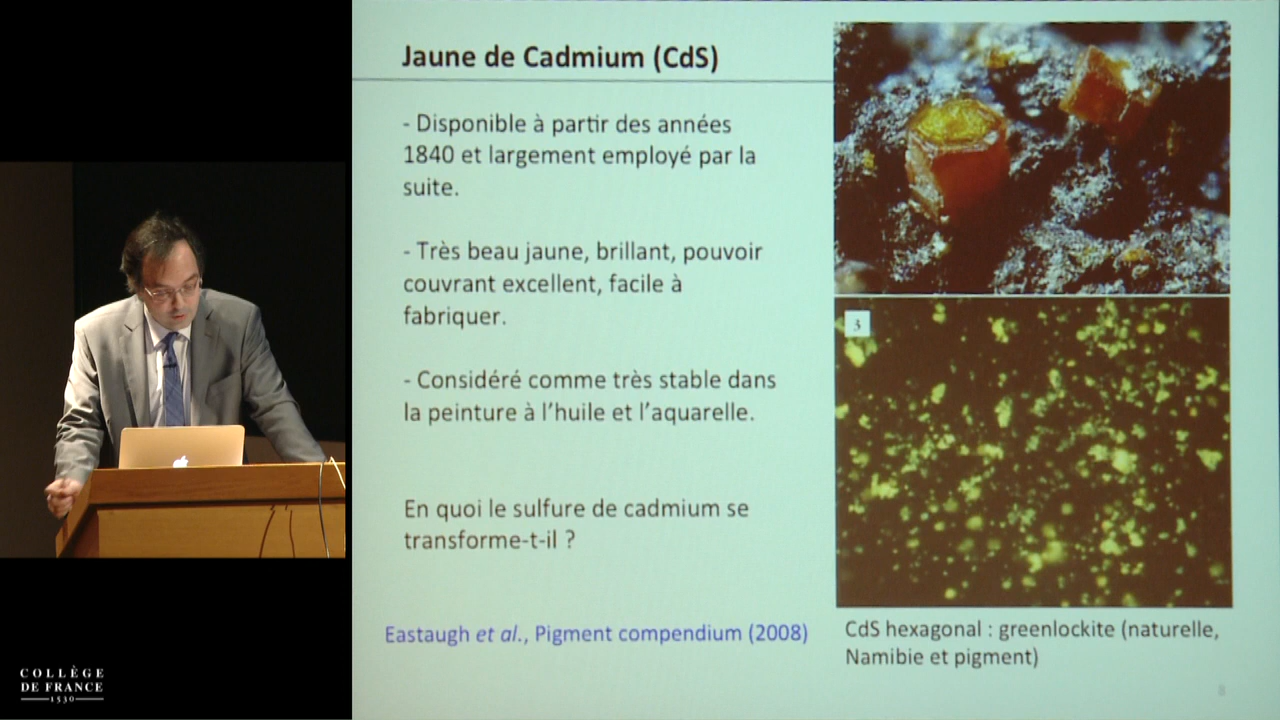 Jaune de Cadmium (CdS)
- Disponible à partir des années
1840 et largement employé par la
suite.
- Très beau jaune, brillant, pouvoir
couvrant excellent, facile à
fabriquer.
- Considéré comme très stable dans
la peinture à l'huile et l'aquarelle.
En quoi le sulfure de cadmium se
transforme-t-il ?
Eastaugh et al., Pigment compendium (2008)
3
CdS hexagonal : greenlockite (naturelle,
Namibie et pigment)
8
COLLÈGE
DE FRANCE
1530